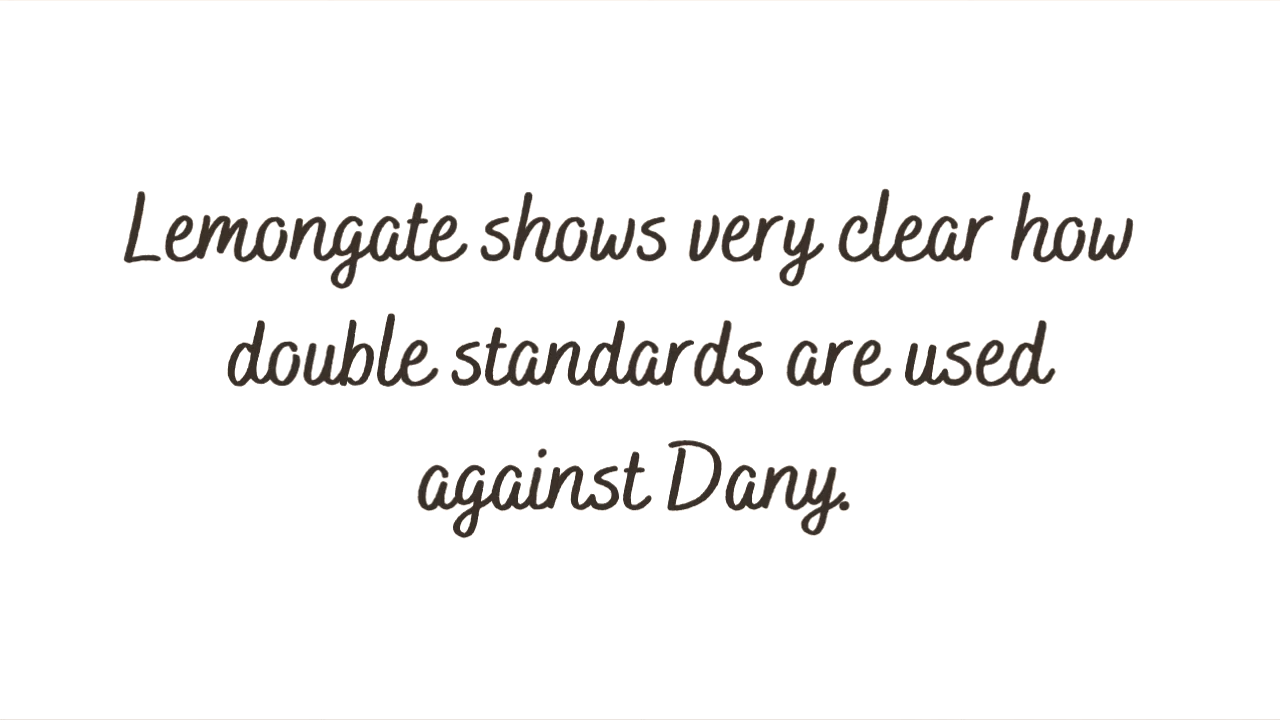 Lemongate shows very clear how
double standards are used
against Dany.